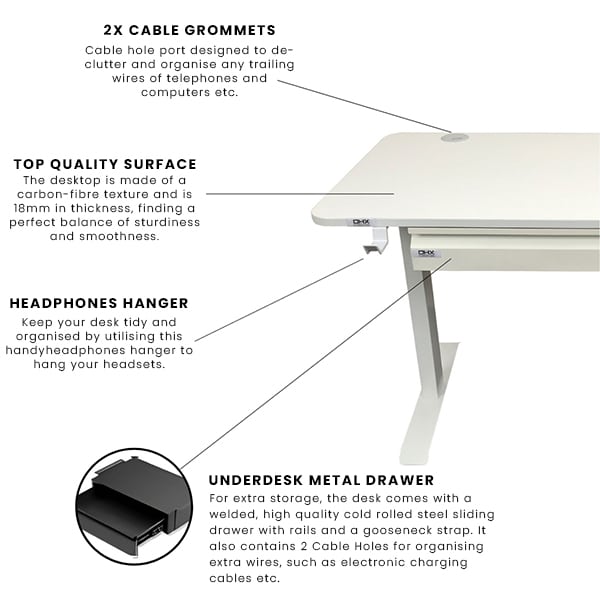 2X CABLE GROMMETS
Cable hole port designed to de-
clutter and organise any trailing
wires of telephones and
computers etc.
TOP QUALITY SURFACE
The desktop is made of a
carbon-fibre texture and is
18mm in thickness, finding a
perfect balance of sturdiness
and smoothness.
DHX
DHX
HEADPHONES HANGER
Keep your desk tidy and
organised by utilising this
handyheadphones hanger to
hang your headsets.
UNDERDESK METAL DRAWER
For extra storage, the desk comes with a
welded, high quality cold rolled steel sliding
drawer with rails and a gooseneck strap. It
also contains 2 Cable Holes for organising
extra wires, such as electronic charging
cables etc.